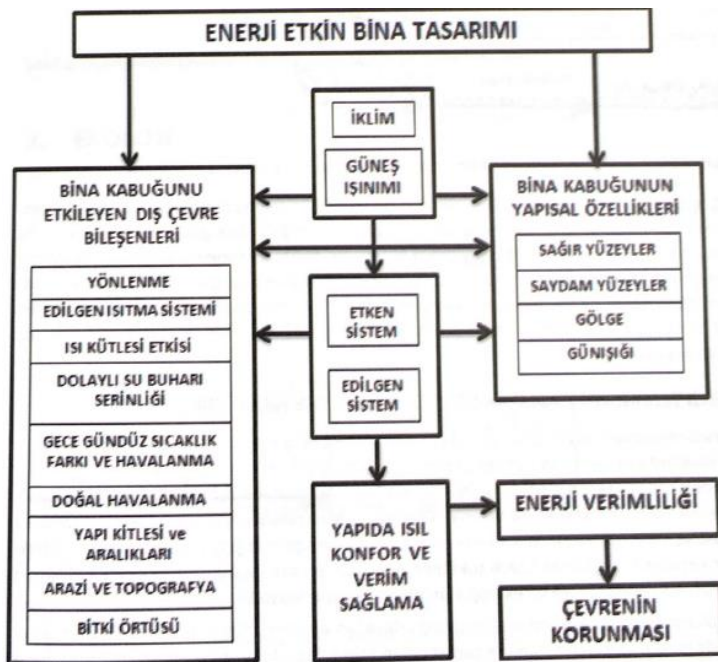 ENERJİ ETKİN BİNA TASARIMI
İKLİM
GÜNEŞ
IŞINIMI
BİNA KABUĞUNU
ETKİLEYEN DIŞ ÇEVRE
BİLEŞENLERİ
YÖNLENME
EDİLGEN ISITMA SİSTEMİ
ISI KÜTLESİ ETKİSİ
DOLAYLI SU BUHARI
SERİNLİĞİ
GECE GÜNDÜZ SICAKLIK
FARKI VE HAVALANMA
DOĞAL HAVALANMA
YAPI KİTLESİ ve
ARALIKLARI
ARAZİ VE TOPOGRAFYA
BİTKİ ÖRTÜSÜ
ETKEN
SİSTEM
EDİLGEN
SİSTEM
BİNA KABUĞUNUN
YAPISAL ÖZELLİKLERİ
SAĞIR YÜZEYLER
SAYDAM YÜZEYLER
GÖLGE
GÜNIŞIĞI
YAPIDA ISIL
KONFOR VE
VERİM
SAĞLAMA
ENERJİ VERİMLİLİĞİ
ÇEVRENİN
KORUNMASI